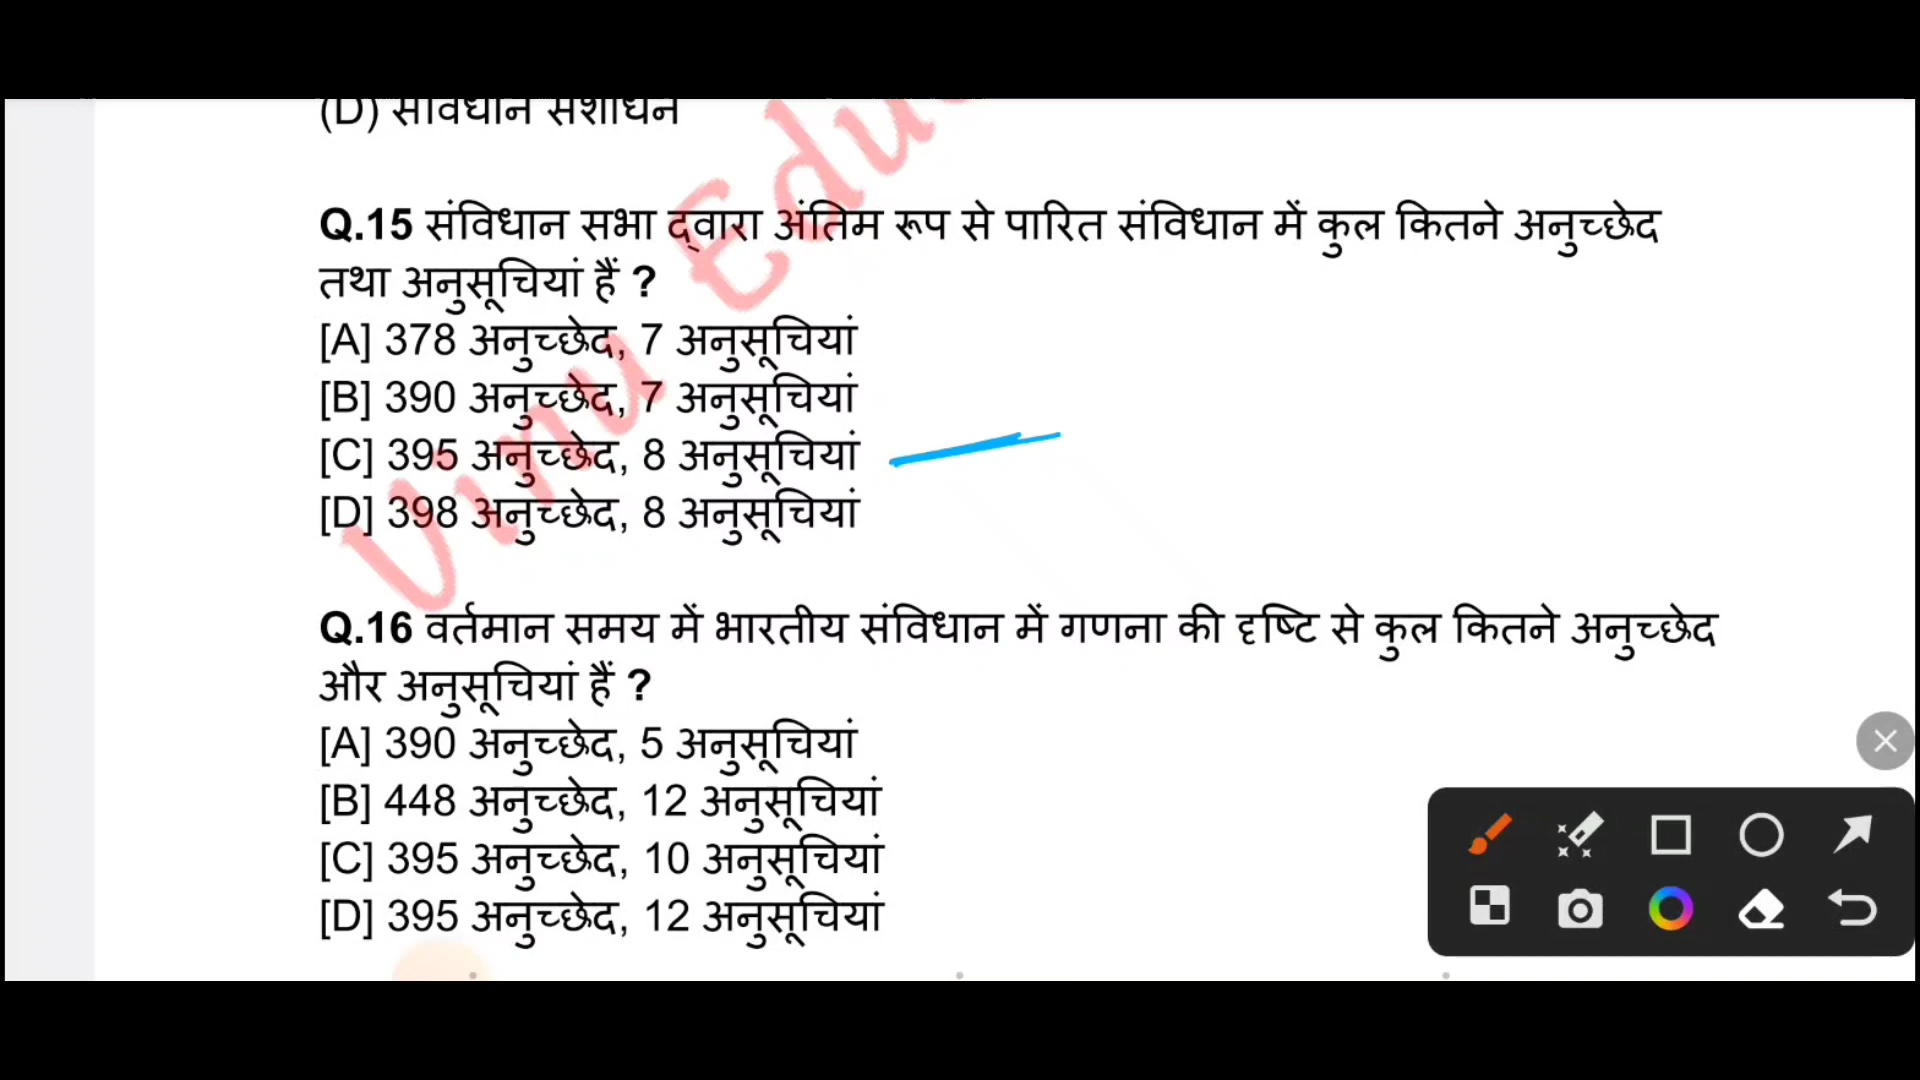 (D) संविधान संशोधन
Q.15 संविधान सभा द्वारा अंतिम रूप से पारित संविधान में कुल कितने अनुच्छेद
तथा अनुसूचियां हैं ?
[A] 378 अनुच्छेद, 7 अनुसूचियां
[B] 390 अनुच्छेद, 7 अनुसूचियां
[C] 395 अनुच्छेद, 8 अनुसूचियां
[D] 398 अनुच्छेद, 8 अनुसूचियां
Q.16 वर्तमान समय में भारतीय संविधान में गणना की दृष्टि से कुल कितने अनुच्छेद
और अनुसूचियां हैं ?
[A] 390 अनुच्छेद, 5 अनुसूचियां
[B] 448 अनुच्छेद, 12 अनुसूचियां
[C] 395 अनुच्छेद, 10 अनुसूचियां
[D] 395 अनुच्छेद, 12 अनुसूचियां
Vinu